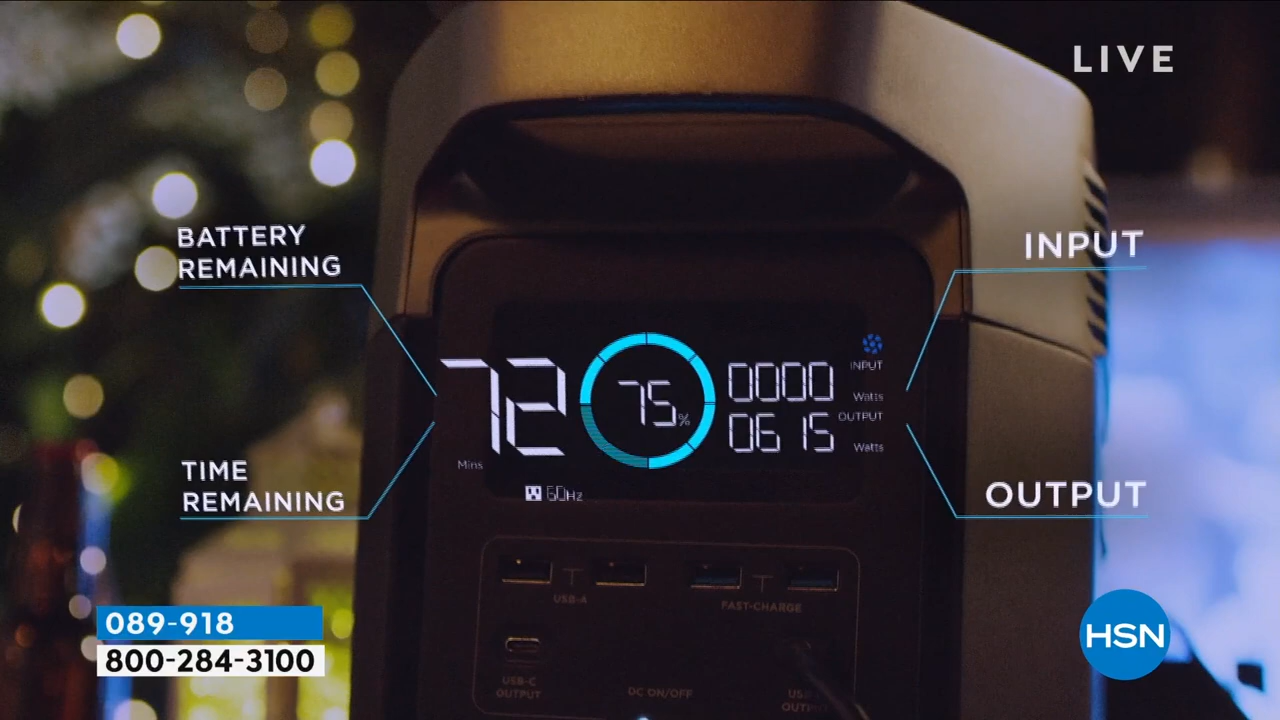 LIVE
BATTERY
REMAINING
INPUT
72
75%
0000
INPUT
Watts
0615
OUTPUT
Watts
Mins
60Hz
TIME
REMAINING
OUTPUT
USB-A
FAST-CHARGE
USB-C
OUTPUT
DC ON/OFF
OUTPUT
089-918
800-284-3100
HSN